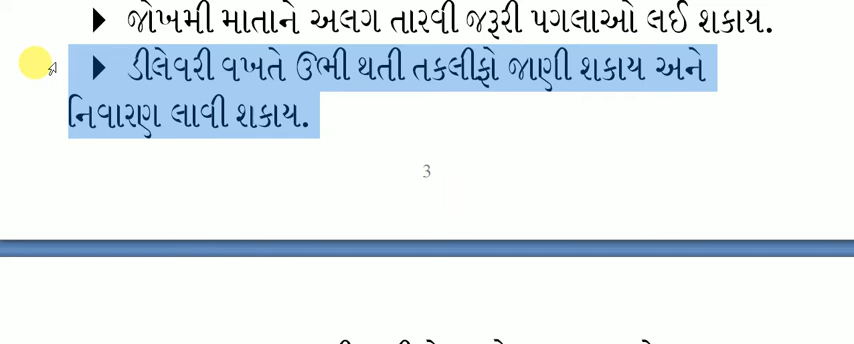 ▶ જોખમી માતાને અલગ તારવી જરૂરી પગલાઓ લઈ શકાય.
▶ ડીલેવરી વખતે ઉભી થતી તકલીફો જાણી શકાય અને
નિવારણ લાવી શકાય.
3